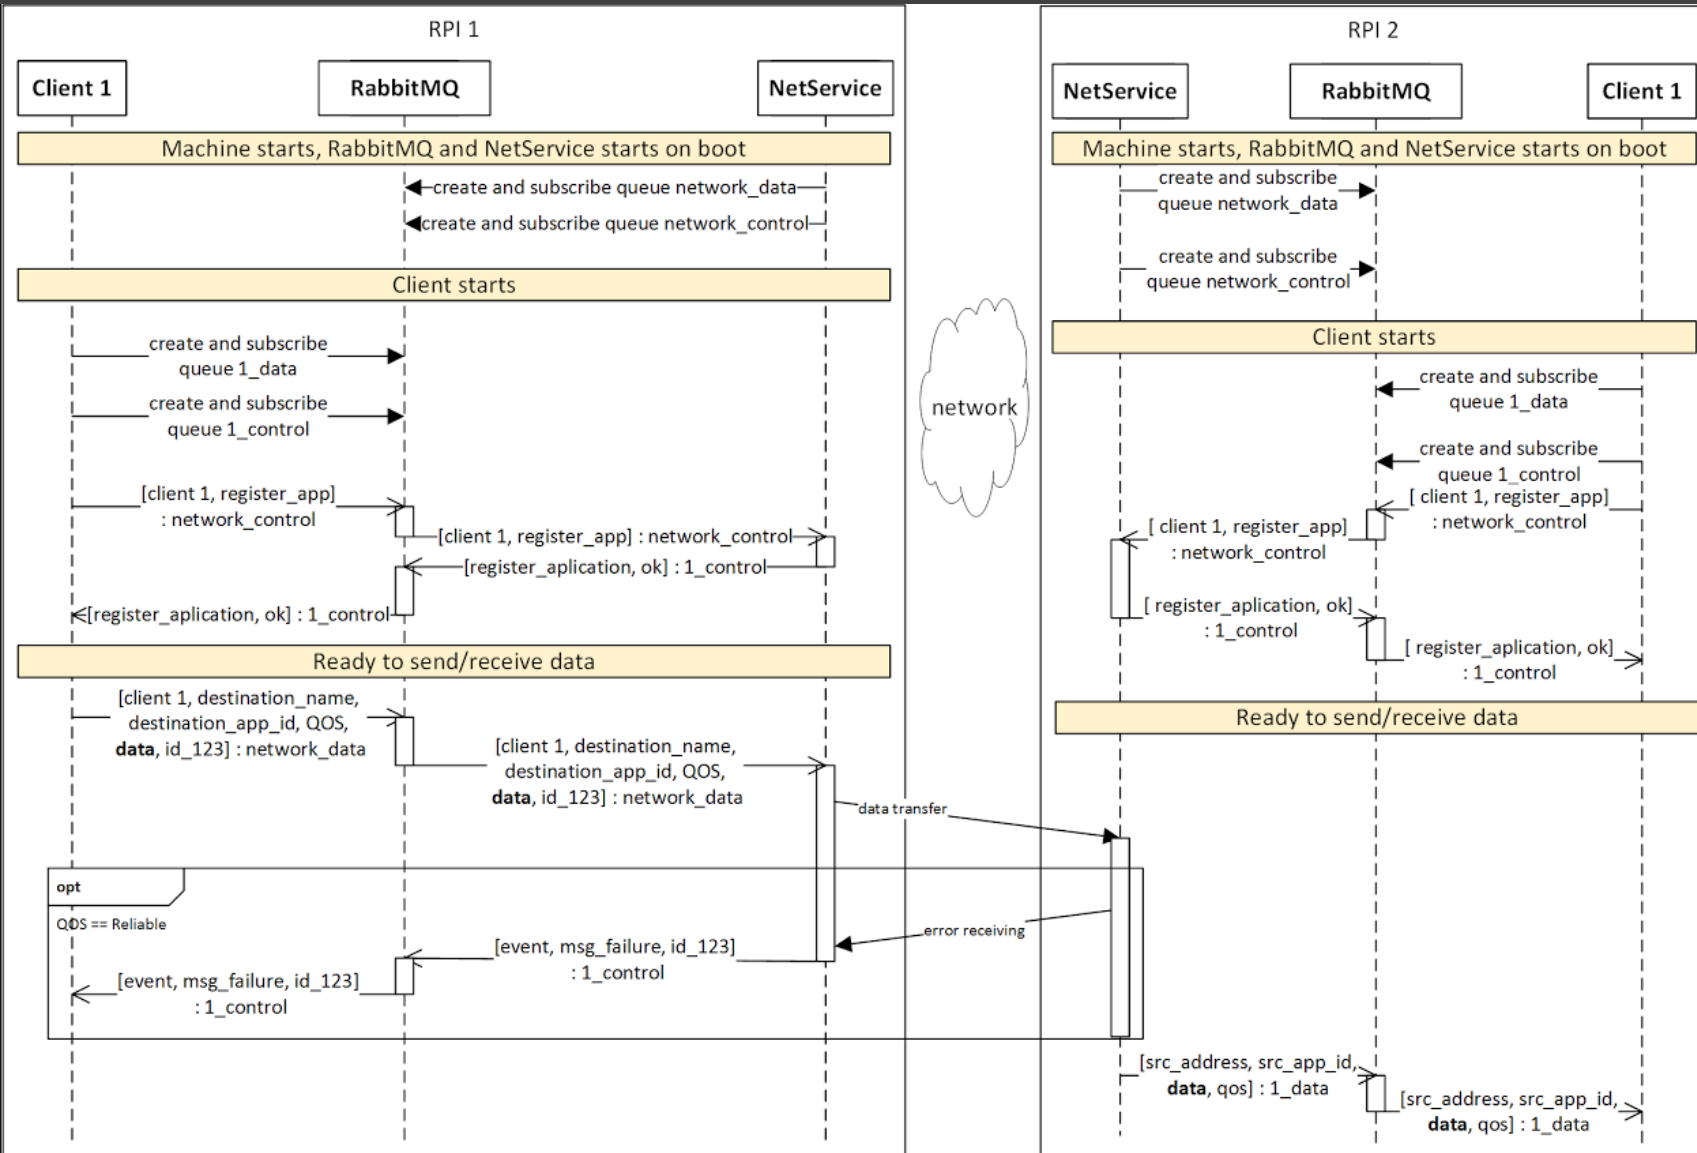 RPI 1
Client 1
RabbitMQ
NetService
Machine starts, RabbitMQ and NetService starts on boot
create and subscribe queue network_data
create and subscribe queue network_control
Client starts
create and subscribe
queue 1_data
create and subscribe
queue 1_control
[client 1, register_app]
: network_control
[client 1, register_app] : network_control
[register_aplication, ok] : 1_control
[register_aplication, ok] : 1_control
Ready to send/receive data
[client 1, destination_name,
destination_app_id, QOS,
data, id_123] : network_data
[client 1, destination_name,
destination_app_id, QOS,
data, id_123] : network_data
data transfer
opt
QOS == Reliable
error receiving
[event, msg_failure, id_123]
: 1_control
[event, msg_failure, id_123]
: 1_control
network
RPI 2
NetService
RabbitMQ
Client 1
Machine starts, RabbitMQ and NetService starts on boot
create and subscribe
queue network_data
create and subscribe
queue network_control
Client starts
create and subscribe
queue 1_data
create and subscribe
queue 1_control
[ client 1, register_app]
: network_control
[ client 1, register_app]
: network_control
[ register_aplication, ok]
: 1_control
[ register_aplication, ok]
: 1_control
Ready to send/receive data
[src_address, src_app_id,
data, qos] : 1_data
[src_address, src_app_id,
data, qos] : 1_data